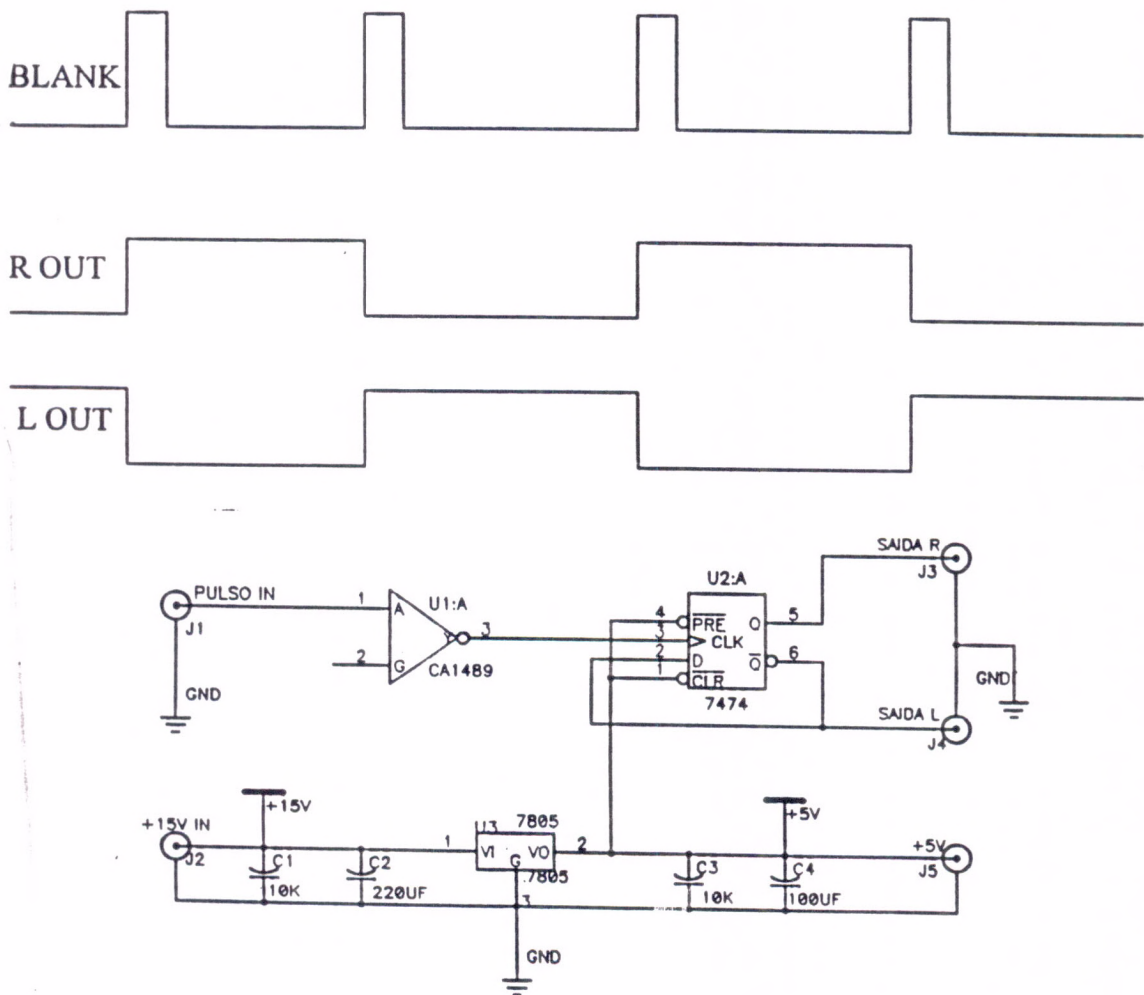 BLANK
R OUT
L OUT
PULSO IN
J1
GND
1
A
U1:A
3
2
G
CA1489
U2:A
4
PRE
Q
5
3
CLK
2
D
Q
6
1
CLR
7474
SAIDA R
J3
GND
SAIDA L
J4
+15V
+15V IN
J2
C1
10K
C2
220UF
1
U3
7805
VI
VO
G
7805
2
3
GND
+5V
C3
10K
C4
100UF
+5V
J5